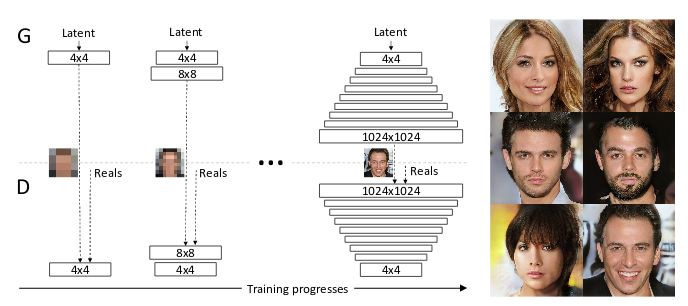 G
Latent
Latent
Latent
4x4
4x4
4x4
8x8
1024x1024
Reals
Reals
Reals
D
1024x1024
8x8
4x4
4x4
4x4
Training progresses